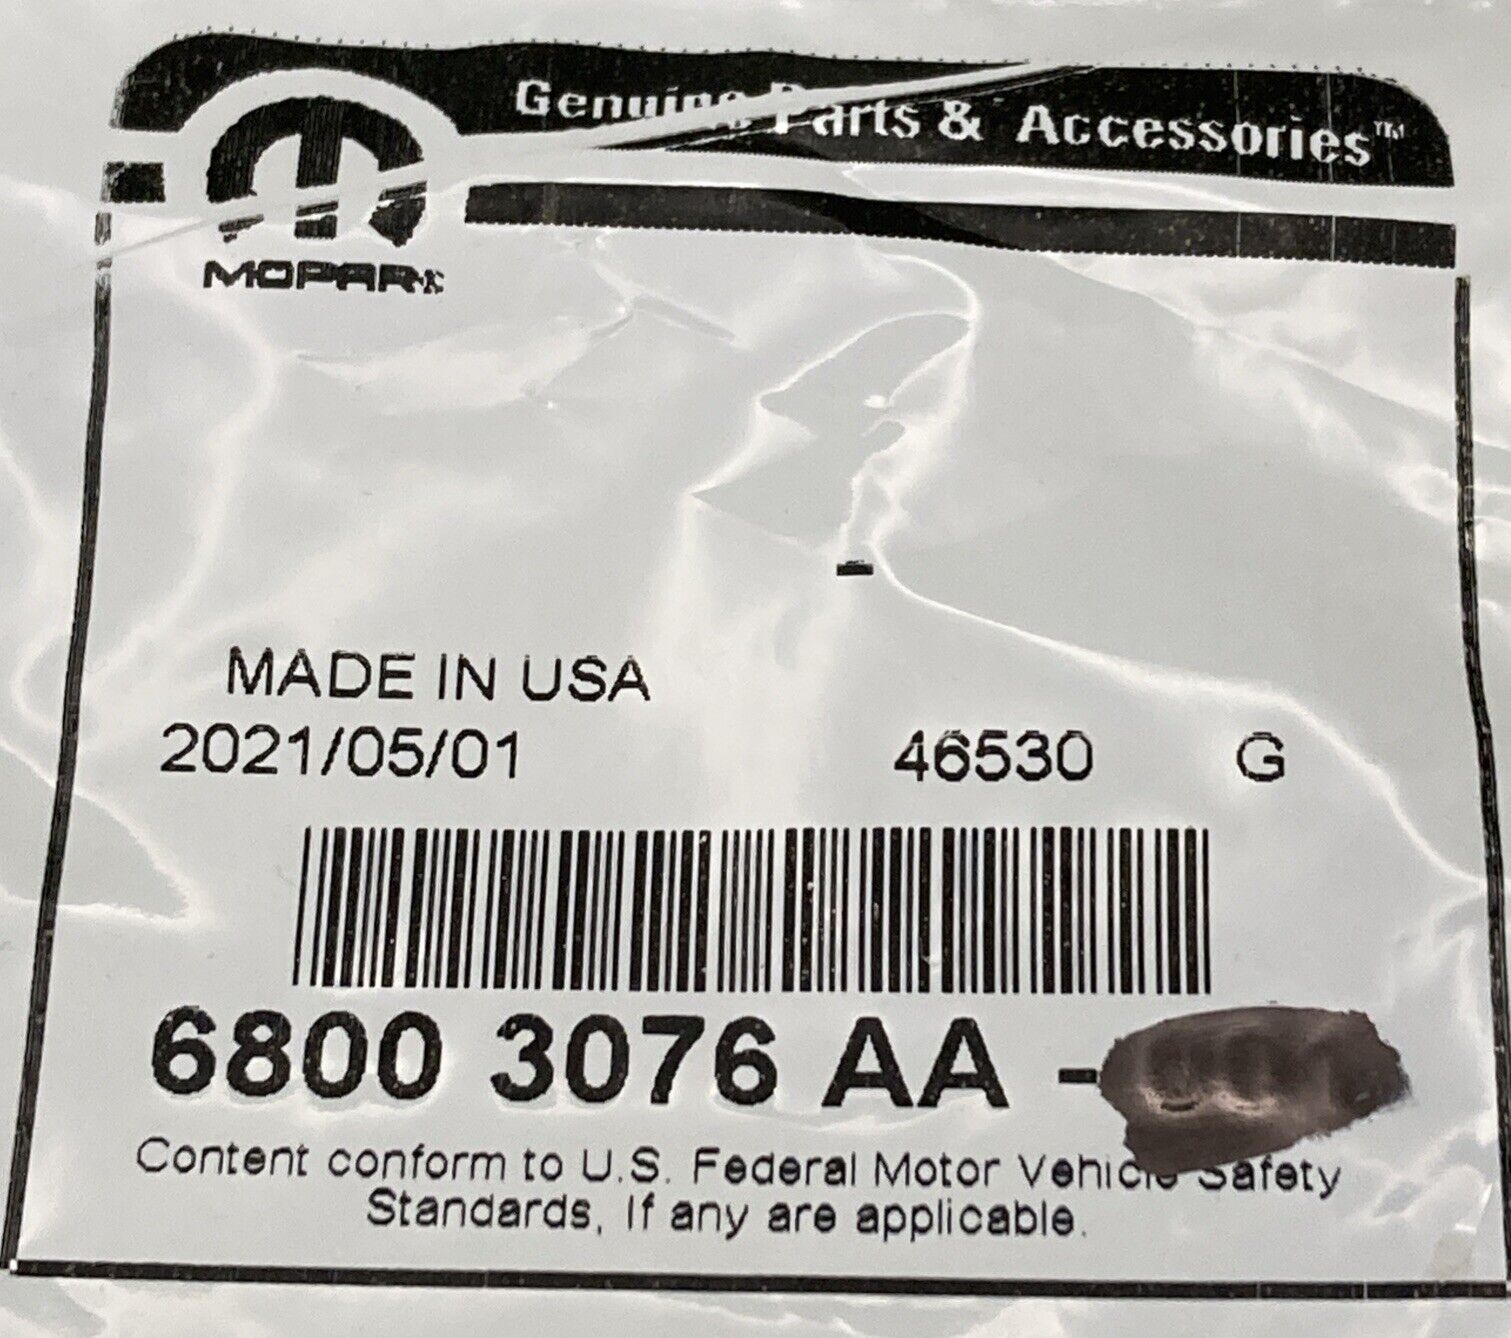 Genuine Parts & Accessories™
MOPAR
MADE IN USA
2021/05/01 46530 G
6800 3076 AA -
Content conform to U.S. Federal Motor Vehicle Safety
Standards, If any are applicable.